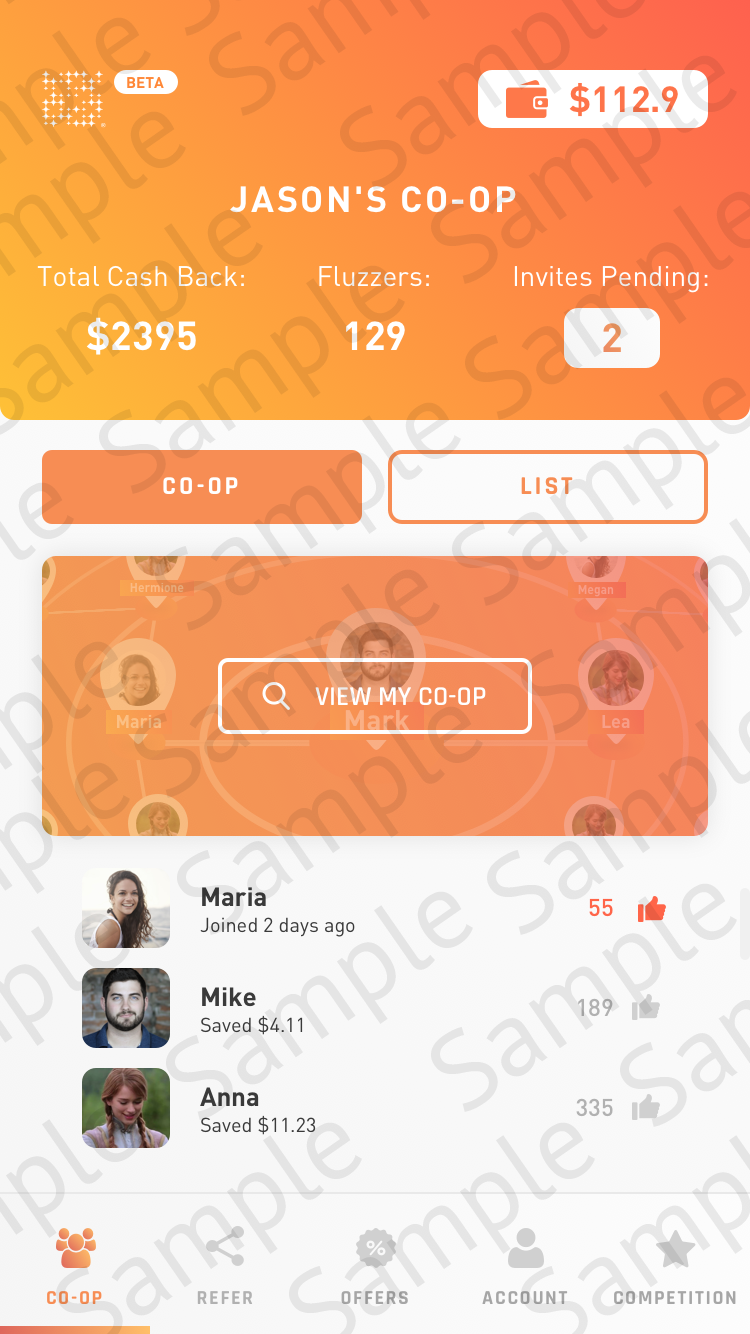 BETA
$112.9
JASON'S CO-OP
Total Cash Back:
Fluzzers:
Invites Pending:
$2395
129
2
CO-OP
LIST
Hermione
Megan
Maria
Mark
Lea
VIEW MY CO-OP
Maria
Joined 2 days ago
55
Mike
Saved $4.11
189
Anna
Saved $11.23
335
CO-OP
REFER
OFFERS
ACCOUNT
COMPETITION
Sample